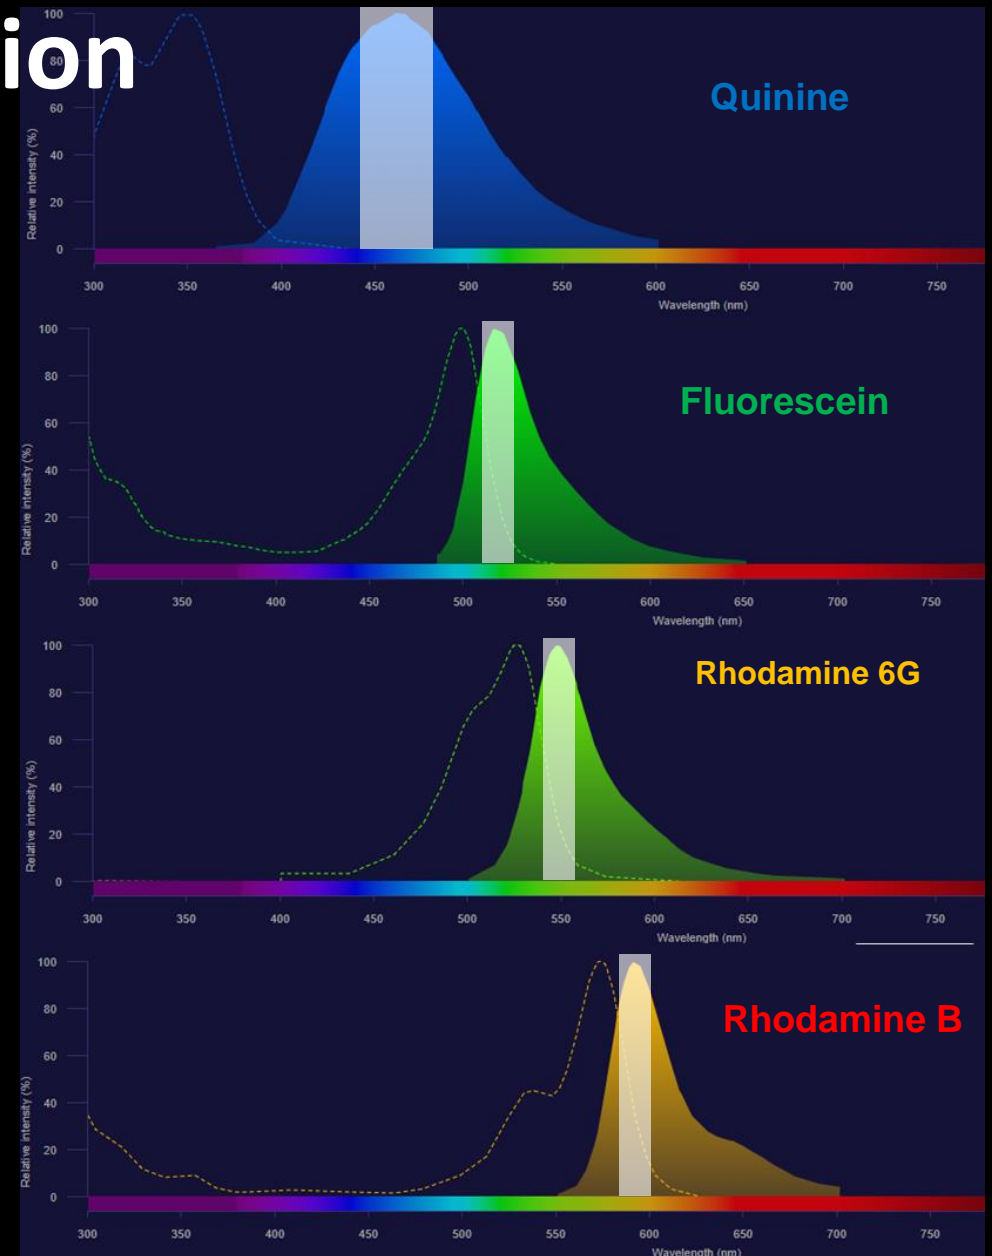 ion
Quinine
100
80
60
40
20
0
Relative intensity (%)
300 350 400 450 500 550 600 650 700 750
Wavelength (nm)
Fluorescein
100
80
60
40
20
0
Relative intensity (%)
300 350 400 450 500 550 600 650 700 750
Wavelength (nm)
Rhodamine 6G
100
80
60
40
20
0
Relative intensity (%)
300 350 400 450 500 550 600 650 700 750
Wavelength (nm)
Rhodamine B
100
80
60
40
20
0
Relative intensity (%)
300 350 400 450 500 550 600 650 700 750
Wavelength (nm)